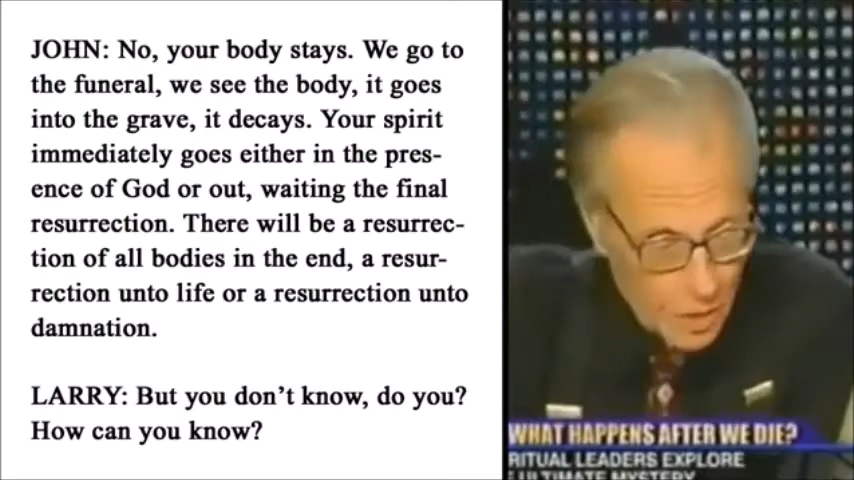 JOHN: No, your body stays. We go to
the funeral, we see the body, it goes
into the grave, it decays. Your spirit
immediately goes either in the pres-
ence of God or out, waiting the final
resurrection. There will be a resurrec-
tion of all bodies in the end, a resur-
rection unto life or a resurrection unto
damnation.
LARRY: But you don't know, do you?
How can you know?
WHAT HAPPENS AFTER WE DIE?
RITUAL LEADERS EXPLORE
ULTIMATE MYSTERY